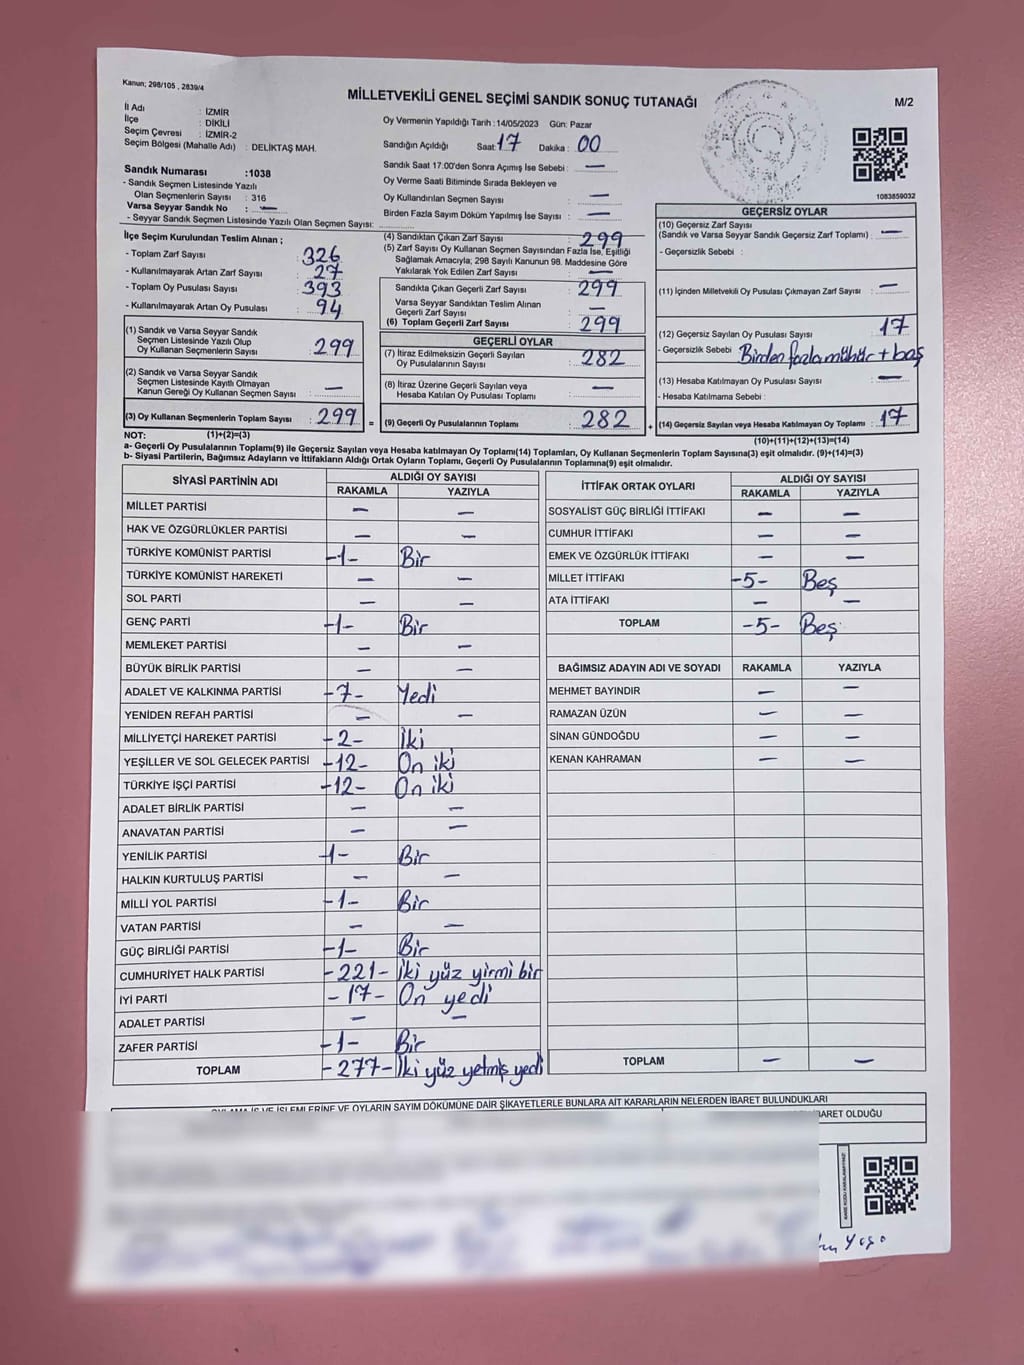 Kanun; 298/105 , 2839/4
MİLLETVEKİLİ GENEL SEÇİMİ SANDIK SONUÇ TUTANAĞI
M/2
İl Adı : İZMİR
İlçe : DİKİLİ
Seçim Çevresi : İZMİR-2
Seçim Bölgesi (Mahalle Adı) : DELİKTAŞ MAH.
Sandık Numarası :1038
- Sandık Seçmen Listesinde Yazılı
Olan Seçmenlerin Sayısı : 316
Varsa Seyyar Sandık No : —
- Seyyar Sandık Seçmen Listesinde Yazılı Olan Seçmen Sayısı:
Oy Vermenin Yapıldığı Tarih :14/05/2023 Gün: Pazar
Sandığın Açıldığı Saat: 17 Dakika : 00
Sandık Saat 17:00'den Sonra Açımış İse Sebebi : —
Oy Verme Saati Bitiminde Sırada Bekleyen ve
Oy Kullandırılan Seçmen Sayısı : —
Birden Fazla Sayım Döküm Yapılmış İse Sayısı : —
1083859032
İlçe Seçim Kurulundan Teslim Alınan ;
- Toplam Zarf Sayısı : 326
- Kullanılmayarak Artan Zarf Sayısı : 27
- Toplam Oy Pusulası Sayısı : 393
- Kullanılmayarak Artan Oy Pusulası : 94
(1) Sandık ve Varsa Seyyar Sandık
Seçmen Listesinde Yazılı Olup
Oy Kullanan Seçmenlerin Sayısı : 299
(2) Sandık ve Varsa Seyyar Sandık
Seçmen Listesinde Kayıtlı Olmayan
Kanun Gereği Oy Kullanan Seçmen Sayısı : —
(3) Oy Kullanan Seçmenlerin Toplam Sayısı : 299 =
(4) Sandıktan Çıkan Zarf Sayısı : 299
(5) Zarf Sayısı Oy Kullanan Seçmen Sayısından Fazla İse, Eşitliği
Sağlamak Amacıyla; 298 Sayılı Kanunun 98. Maddesine Göre
Yakılarak Yok Edilen Zarf Sayısı : —
Sandıkta Çıkan Geçerli Zarf Sayısı : 299
Varsa Seyyar Sandıktan Teslim Alınan
Geçerli Zarf Sayısı : —
(6) Toplam Geçerli Zarf Sayısı : 299
GEÇERLİ OYLAR
(7) İtiraz Edilmeksizin Geçerli Sayılan
Oy Pusulalarının Sayısı : 282
(8) İtiraz Üzerine Geçerli Sayılan veya
Hesaba Katılan Oy Pusulaları Toplamı : —
(9) Geçerli Oy Pusulalarının Toplamı : 282 +
GEÇERSİZ OYLAR
(10) Geçersiz Zarf Sayısı
(Sandık ve Varsa Seyyar Sandık Geçersiz Zarf Toplamı) : —
- Geçersizlik Sebebi :
(11) İçinden Milletvekili Oy Pusulası Çıkmayan Zarf Sayısı : —
(12) Geçersiz Sayılan Oy Pusulası Sayısı : 17
- Geçersizlik Sebebi : Birden fazla mühür + boş
(13) Hesaba Katılmayan Oy Pusulası Sayısı : —
- Hesaba Katılmama Sebebi :
(14) Geçersiz Sayılan veya Hesaba Katılmayan Oy Toplamı : 17
NOT: (1)+(2)=(3)
(10)+(11)+(12)+(13)=(14)
a- Geçerli Oy Pusulalarının Toplamı(9) ile Geçersiz Sayılan veya Hesaba katılmayan Oy Toplamı(14) Toplamları, Oy Kullanan Seçmenlerin Toplam Sayısına(3) eşit olmalıdır. (9)+(14)=(3)
b- Siyasi Partilerin, Bağımsız Adayların ve İttifakların Aldığı Ortak Oyların Toplamı, Geçerli Oy Pusulalarının Toplamına(9) eşit olmalıdır.
SİYASİ PARTİNİN ADI ALDIĞI OY SAYISI
RAKAMLA YAZIYLA
MİLLET PARTİSİ — —
HAK VE ÖZGÜRLÜKLER PARTİSİ — —
TÜRKİYE KOMÜNİST PARTİSİ -1- Bir
TÜRKİYE KOMÜNİST HAREKETİ — —
SOL PARTİ — —
GENÇ PARTİ -1- Bir
MEMLEKET PARTİSİ — —
BÜYÜK BİRLİK PARTİSİ — —
ADALET VE KALKINMA PARTİSİ -7- Yedi
YENİDEN REFAH PARTİSİ — —
MİLLİYETÇİ HAREKET PARTİSİ -2- İki
YEŞİLLER VE SOL GELECEK PARTİSİ -12- On iki
TÜRKİYE İŞÇİ PARTİSİ -12- On iki
ADALET BİRLİK PARTİSİ — —
ANAVATAN PARTİSİ — —
YENİLİK PARTİSİ -1- Bir
HALKIN KURTULUŞ PARTİSİ — —
MİLLİ YOL PARTİSİ -1- Bir
VATAN PARTİSİ — —
GÜÇ BİRLİĞİ PARTİSİ -1- Bir
CUMHURİYET HALK PARTİSİ -221- İki yüz yirmi bir
İYİ PARTİ -17- On yedi
ADALET PARTİSİ — —
ZAFER PARTİSİ -1- Bir
TOPLAM -277- İki yüz yetmiş yedi
İTTİFAK ORTAK OYLARI ALDIĞI OY SAYISI
RAKAMLA YAZIYLA
SOSYALİST GÜÇ BİRLİĞİ İTTİFAKI — —
CUMHUR İTTİFAKI — —
EMEK VE ÖZGÜRLÜK İTTİFAKI — —
MİLLET İTTİFAKI -5- Beş
ATA İTTİFAKI — —
TOPLAM -5- Beş
BAĞIMSIZ ADAYIN ADI VE SOYADI RAKAMLA YAZIYLA
MEHMET BAYINDIR — —
RAMAZAN ÜZÜN — —
SİNAN GÜNDOĞDU — —
KENAN KAHRAMAN — —
TOPLAM — —
OYLAMA İŞ VE İŞLEMLERİNE VE OYLARIN SAYIM DÖKÜMÜNE DAİR ŞİKAYETLERLE BUNLARA AİT KARARLARIN NELERDEN İBARET BULUNDUKLARI
İBARET OLDUĞU